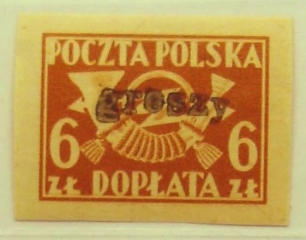 POCZTA POLSKA
groszy
6 6
ZŁ DOPŁATA ZŁ